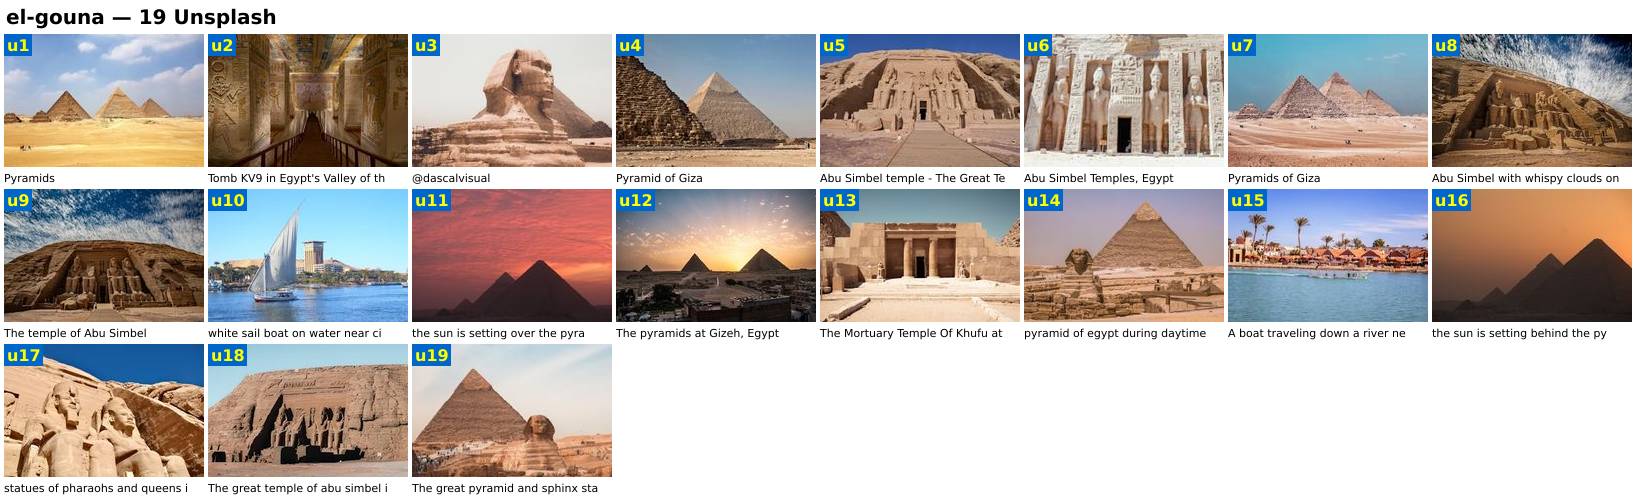 el-gouna — 19 Unsplash
u1
u2
u3
u4
u5
u6
u7
u8
Pyramids
Tomb KV9 in Egypt's Valley of th
@dascalvisual
Pyramid of Giza
Abu Simbel temple - The Great Te
Abu Simbel Temples, Egypt
Pyramids of Giza
Abu Simbel with whispy clouds on
u9
u10
u11
u12
u13
u14
u15
u16
The temple of Abu Simbel
white sail boat on water near ci
the sun is setting over the pyra
The pyramids at Gizeh, Egypt
The Mortuary Temple Of Khufu at
pyramid of egypt during daytime
A boat traveling down a river ne
the sun is setting behind the py
u17
u18
u19
statues of pharaohs and queens i
The great temple of abu simbel i
The great pyramid and sphinx sta